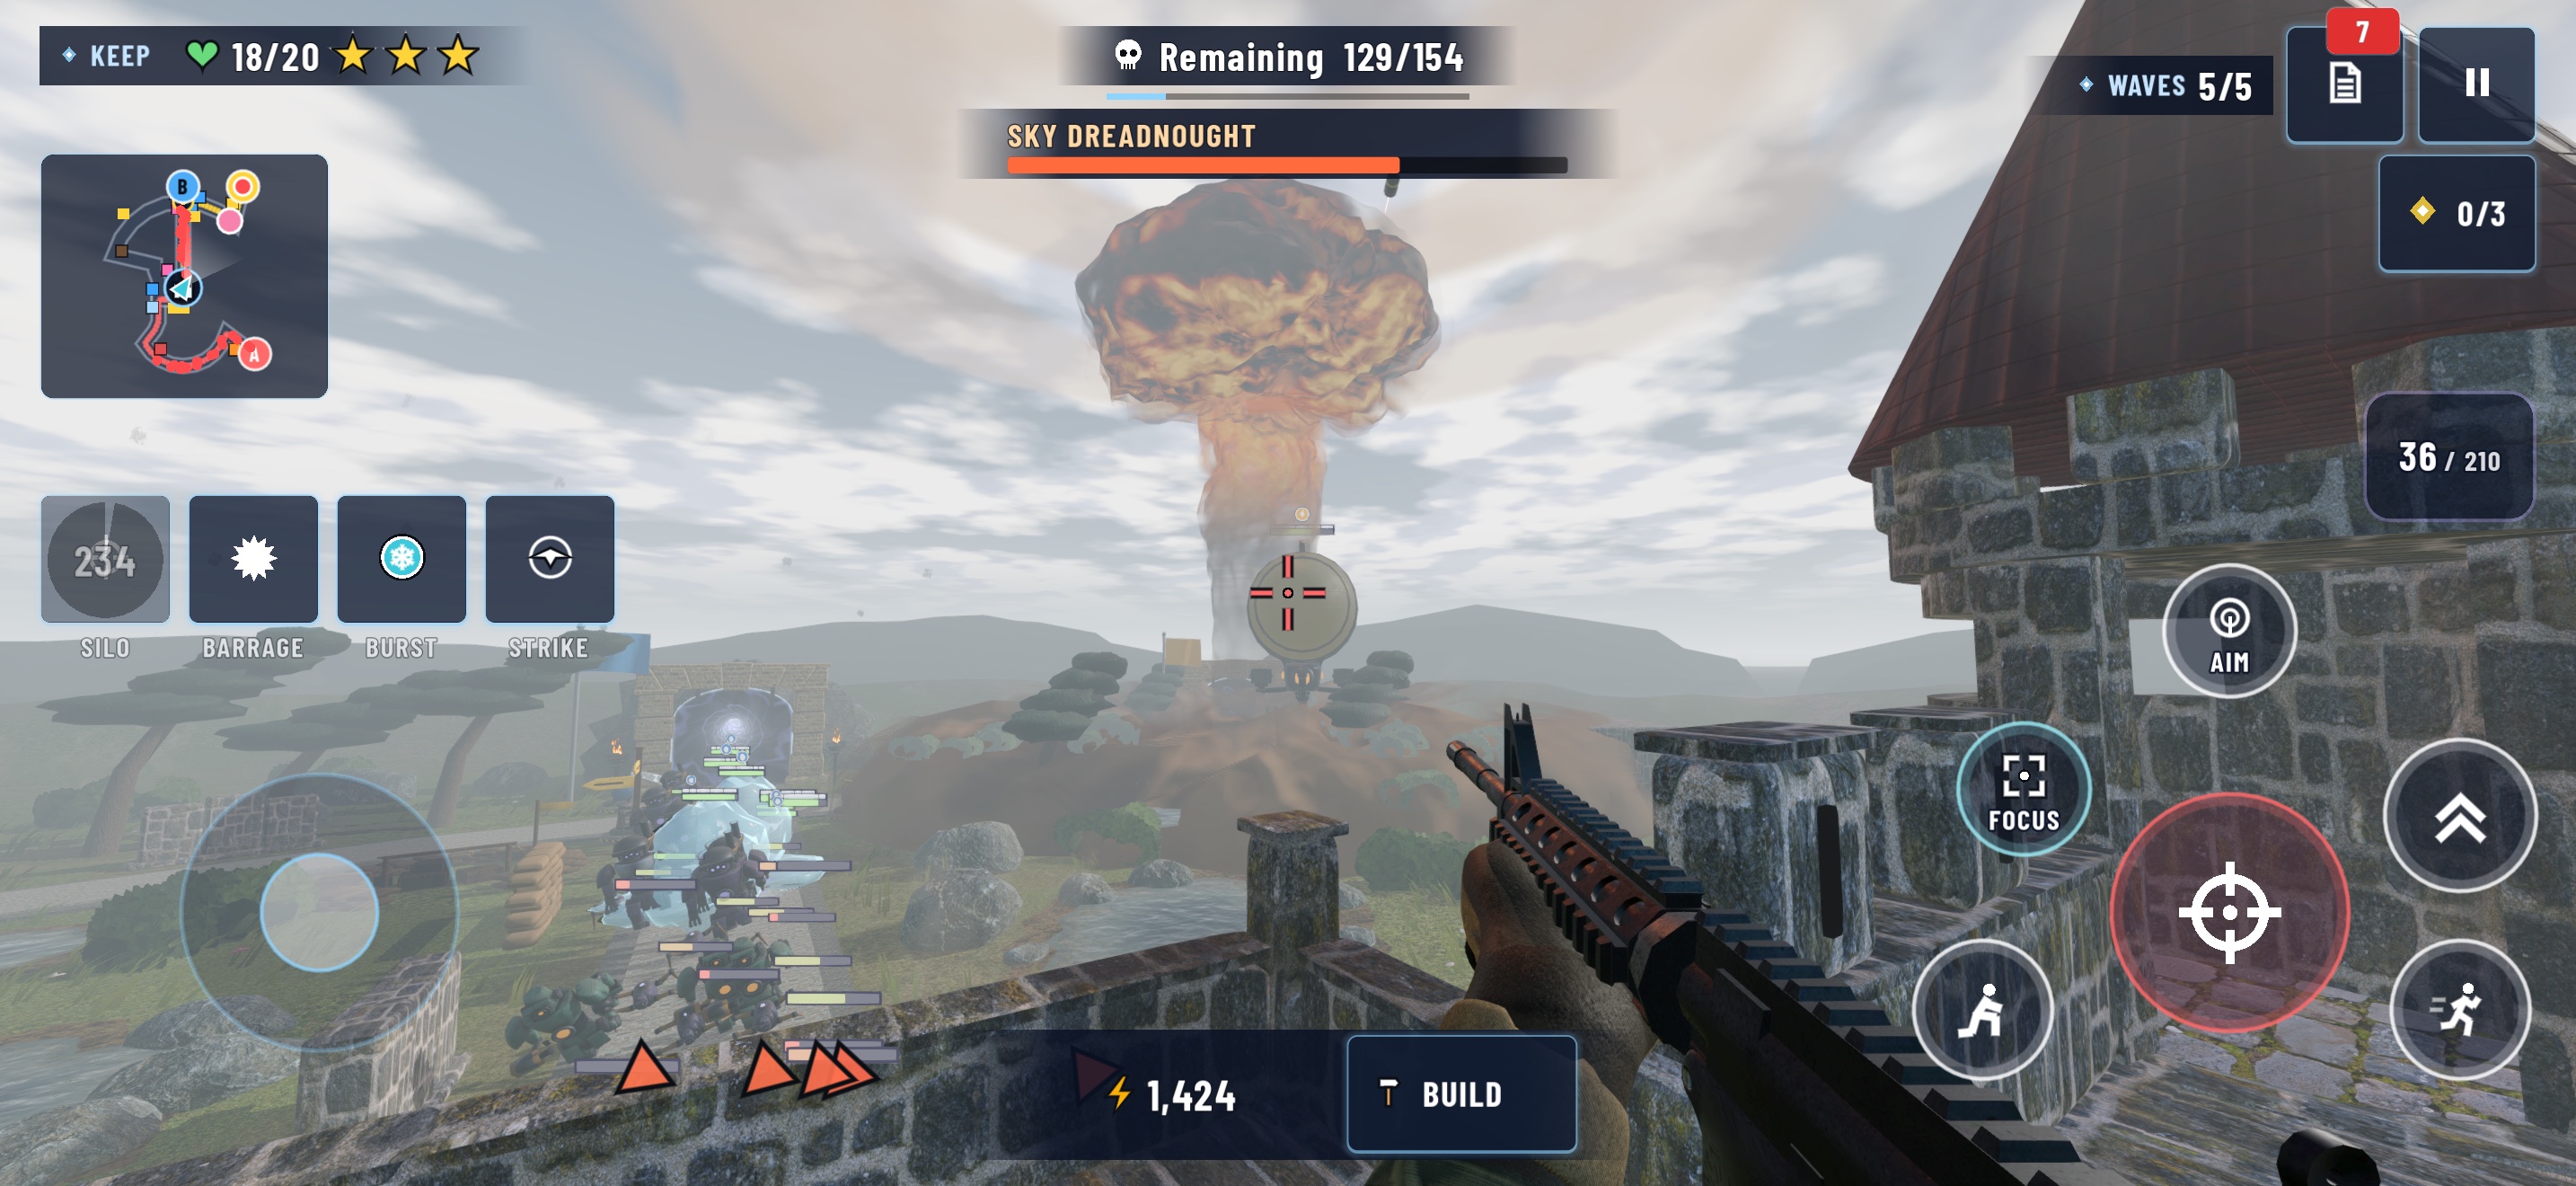 KEEP 18/20
Remaining 129/154
7
WAVES 5/5
SKY DREADNOUGHT
B
0/3
A
36 / 210
234
SILO
BARRAGE
BURST
STRIKE
AIM
FOCUS
1,424
BUILD